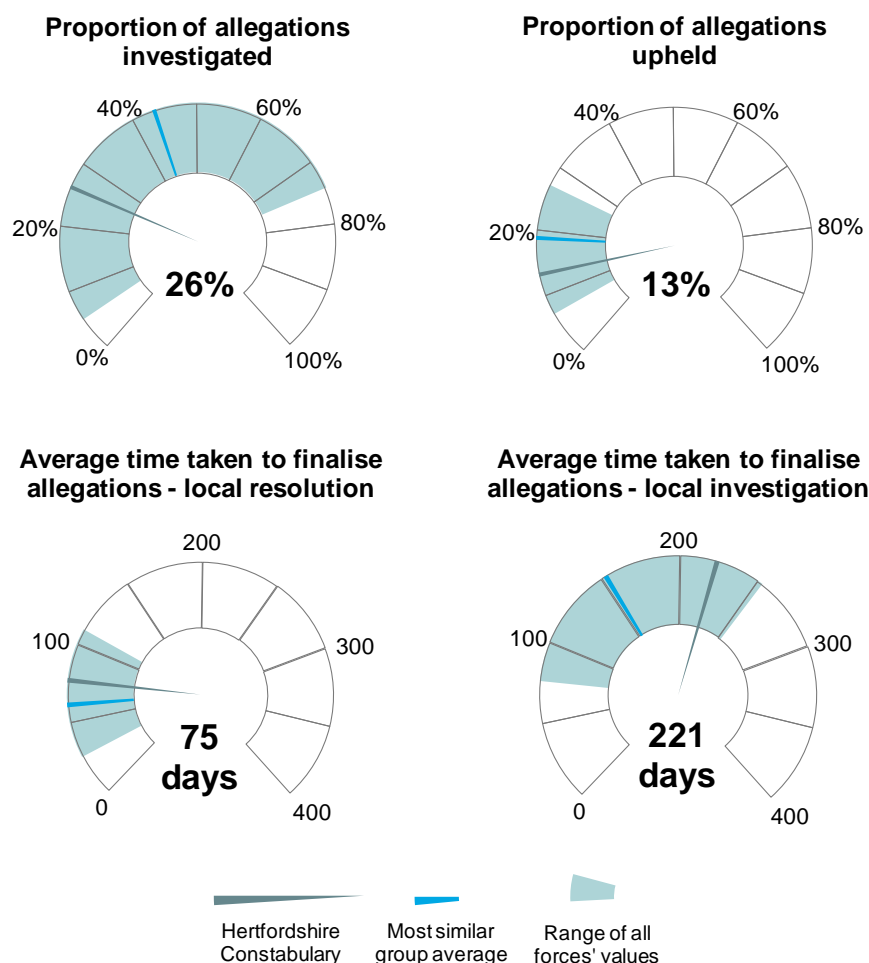 Proportion of allegations
investigated
40%
60%
20%
80%
26%
0%
100%
Proportion of allegations
upheld
40%
60%
20%
80%
13%
0%
100%
Average time taken to finalise
allegations - local resolution
200
100
300
75
days
0
400
Average time taken to finalise
allegations - local investigation
200
100
300
221
days
0
400
Hertfordshire
Constabulary
Most similar
group average
Range of all
forces' values